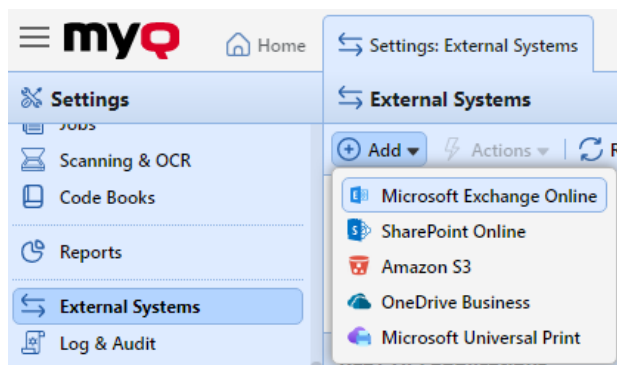 myQ
Home
Settings: External Systems
Settings
External Systems
Jobs
Scanning & OCR
Add
Actions
Code Books
Microsoft Exchange Online
SharePoint Online
Reports
Amazon S3
External Systems
OneDrive Business
Log & Audit
Microsoft Universal Print